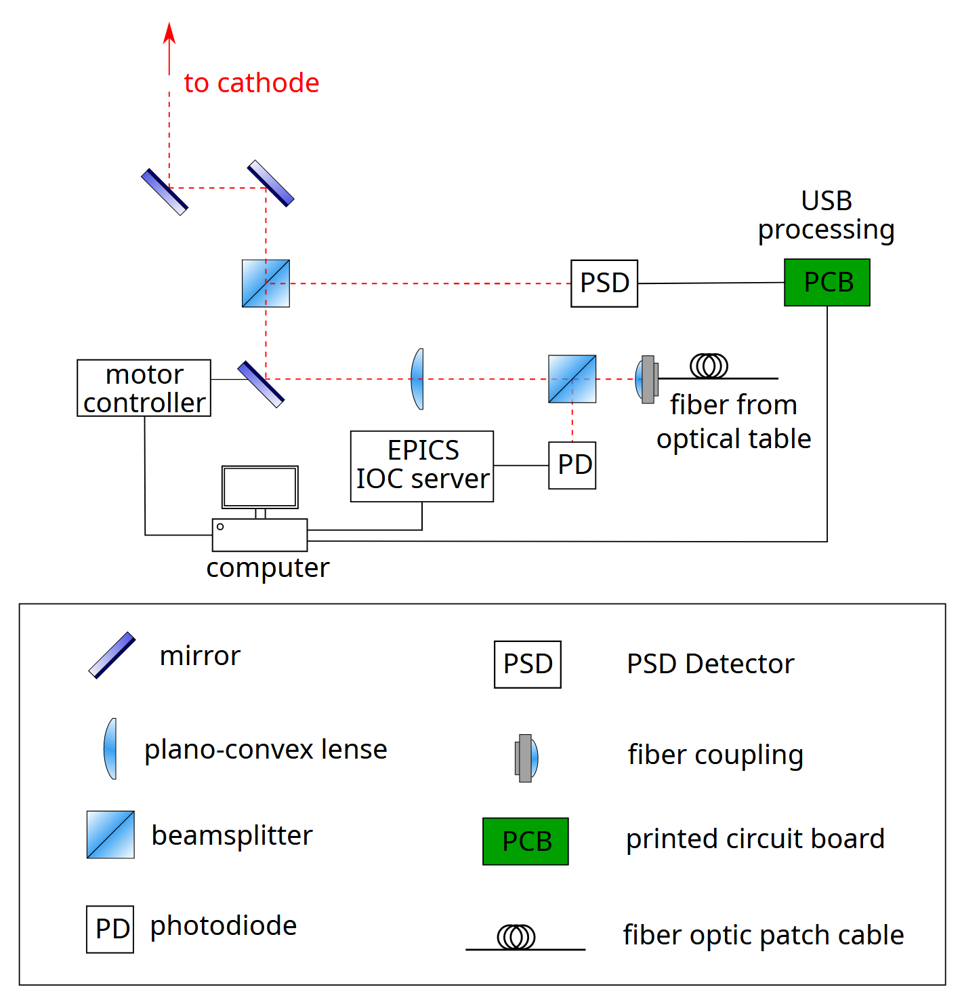 to cathode
USB
processing
PSD
PCB
motor
controller
fiber from
optical table
EPICS
IOC server
PD
computer
mirror
PSD
PSD Detector
plano-convex lense
fiber coupling
beamsplitter
PCB
printed circuit board
PD
photodiode
fiber optic patch cable